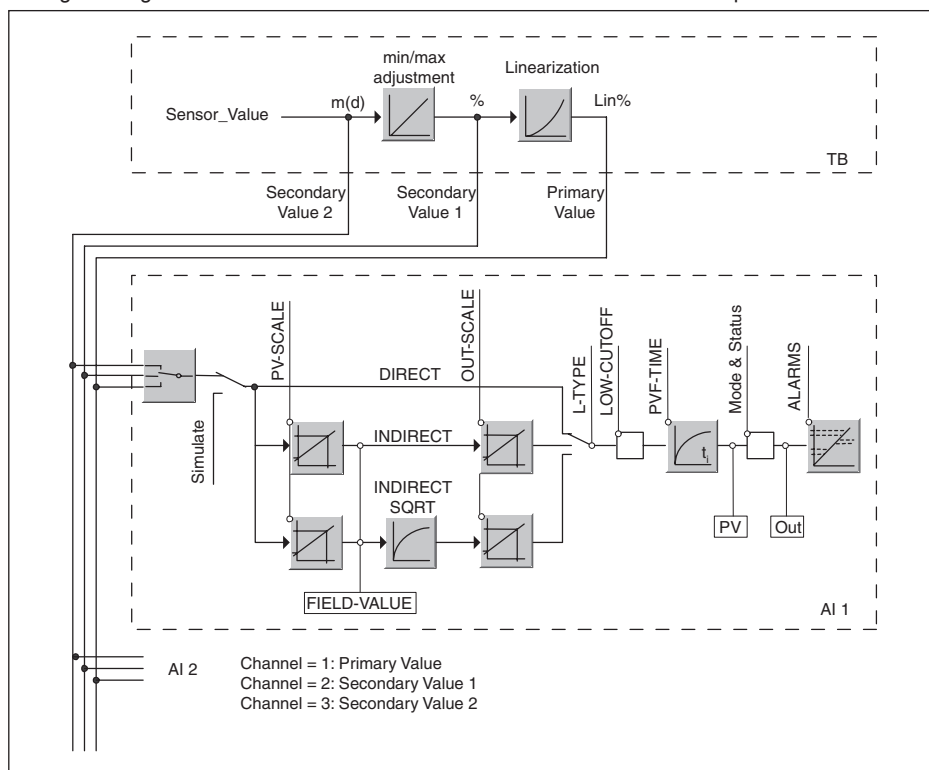 min/max
adjustment
Linearization
Sensor_Value
m(d)
%
Lin%
TB
Secondary
Value 2
Secondary
Value 1
Primary
Value
PV-SCALE
OUT-SCALE
L-TYPE
LOW-CUTOFF
PVF-TIME
Mode & Status
ALARMS
DIRECT
Simulate
INDIRECT
ti
INDIRECT
SQRT
PV
Out
FIELD-VALUE
AI 1
AI 2
Channel = 1: Primary Value
Channel = 2: Secondary Value 1
Channel = 3: Secondary Value 2